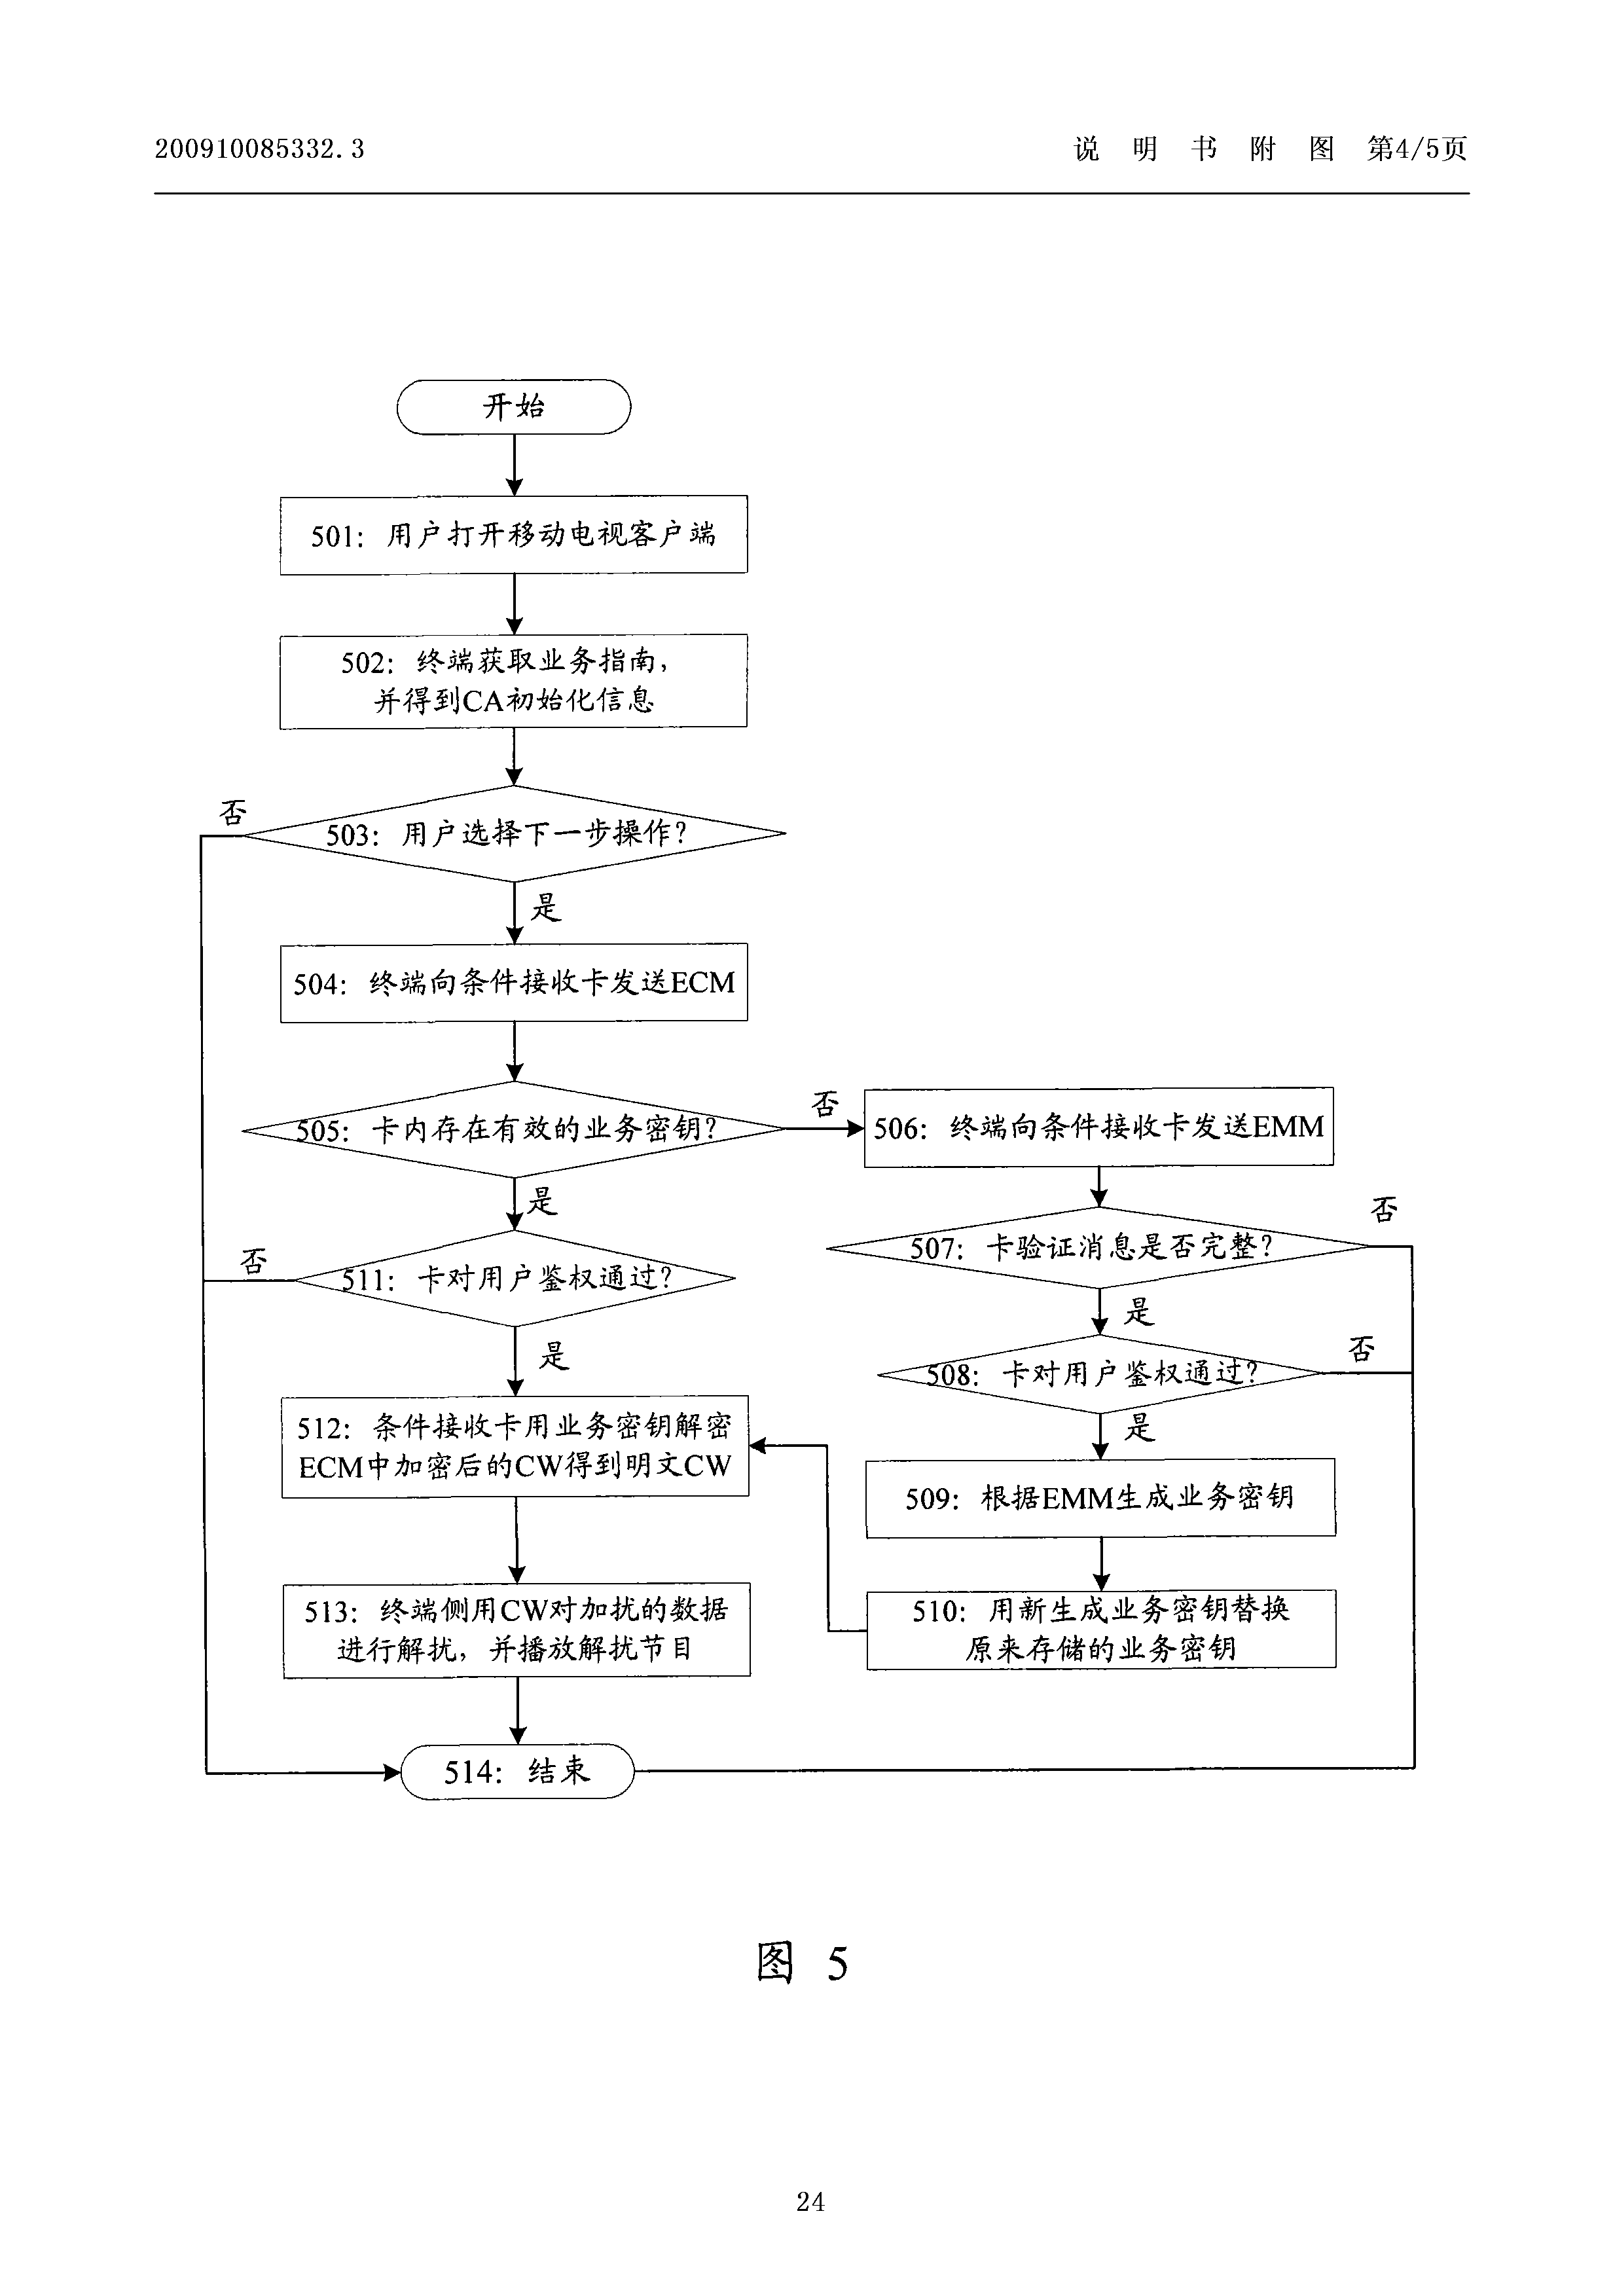 200910085332.3
说 明 书 附 图 第4/5页
开始
501：用户打开移动电视客户端
502：终端获取业务指南，
并得到CA初始化信息
否
503：用户选择下一步操作？
是
504：终端向条件接收卡发送ECM
505：卡内存在有效的业务密钥？
否
506：终端向条件接收卡发送EMM
是
507：卡验证消息是否完整？
否
否
511：卡对用户鉴权通过？
是
508：卡对用户鉴权通过？
否
是
是
512：条件接收卡用业务密钥解密
ECM中加密后的CW得到明文CW
509：根据EMM生成业务密钥
513：终端侧用CW对加扰的数据
进行解扰，并播放解扰节目
510：用新生成业务密钥替换
原来存储的业务密钥
514：结束
图 5
24